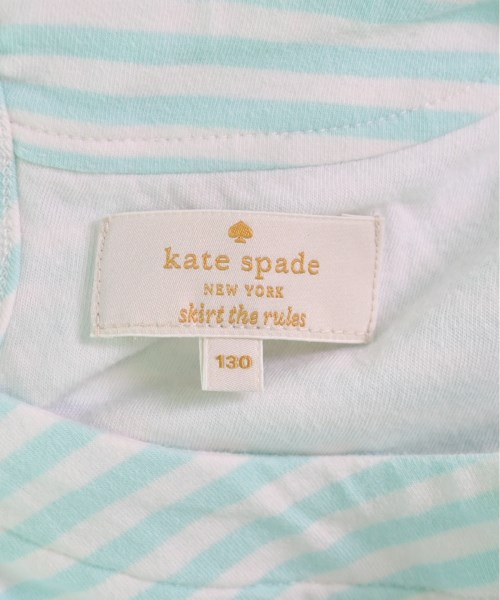 kate spade
NEW YORK
skirt the rules
130